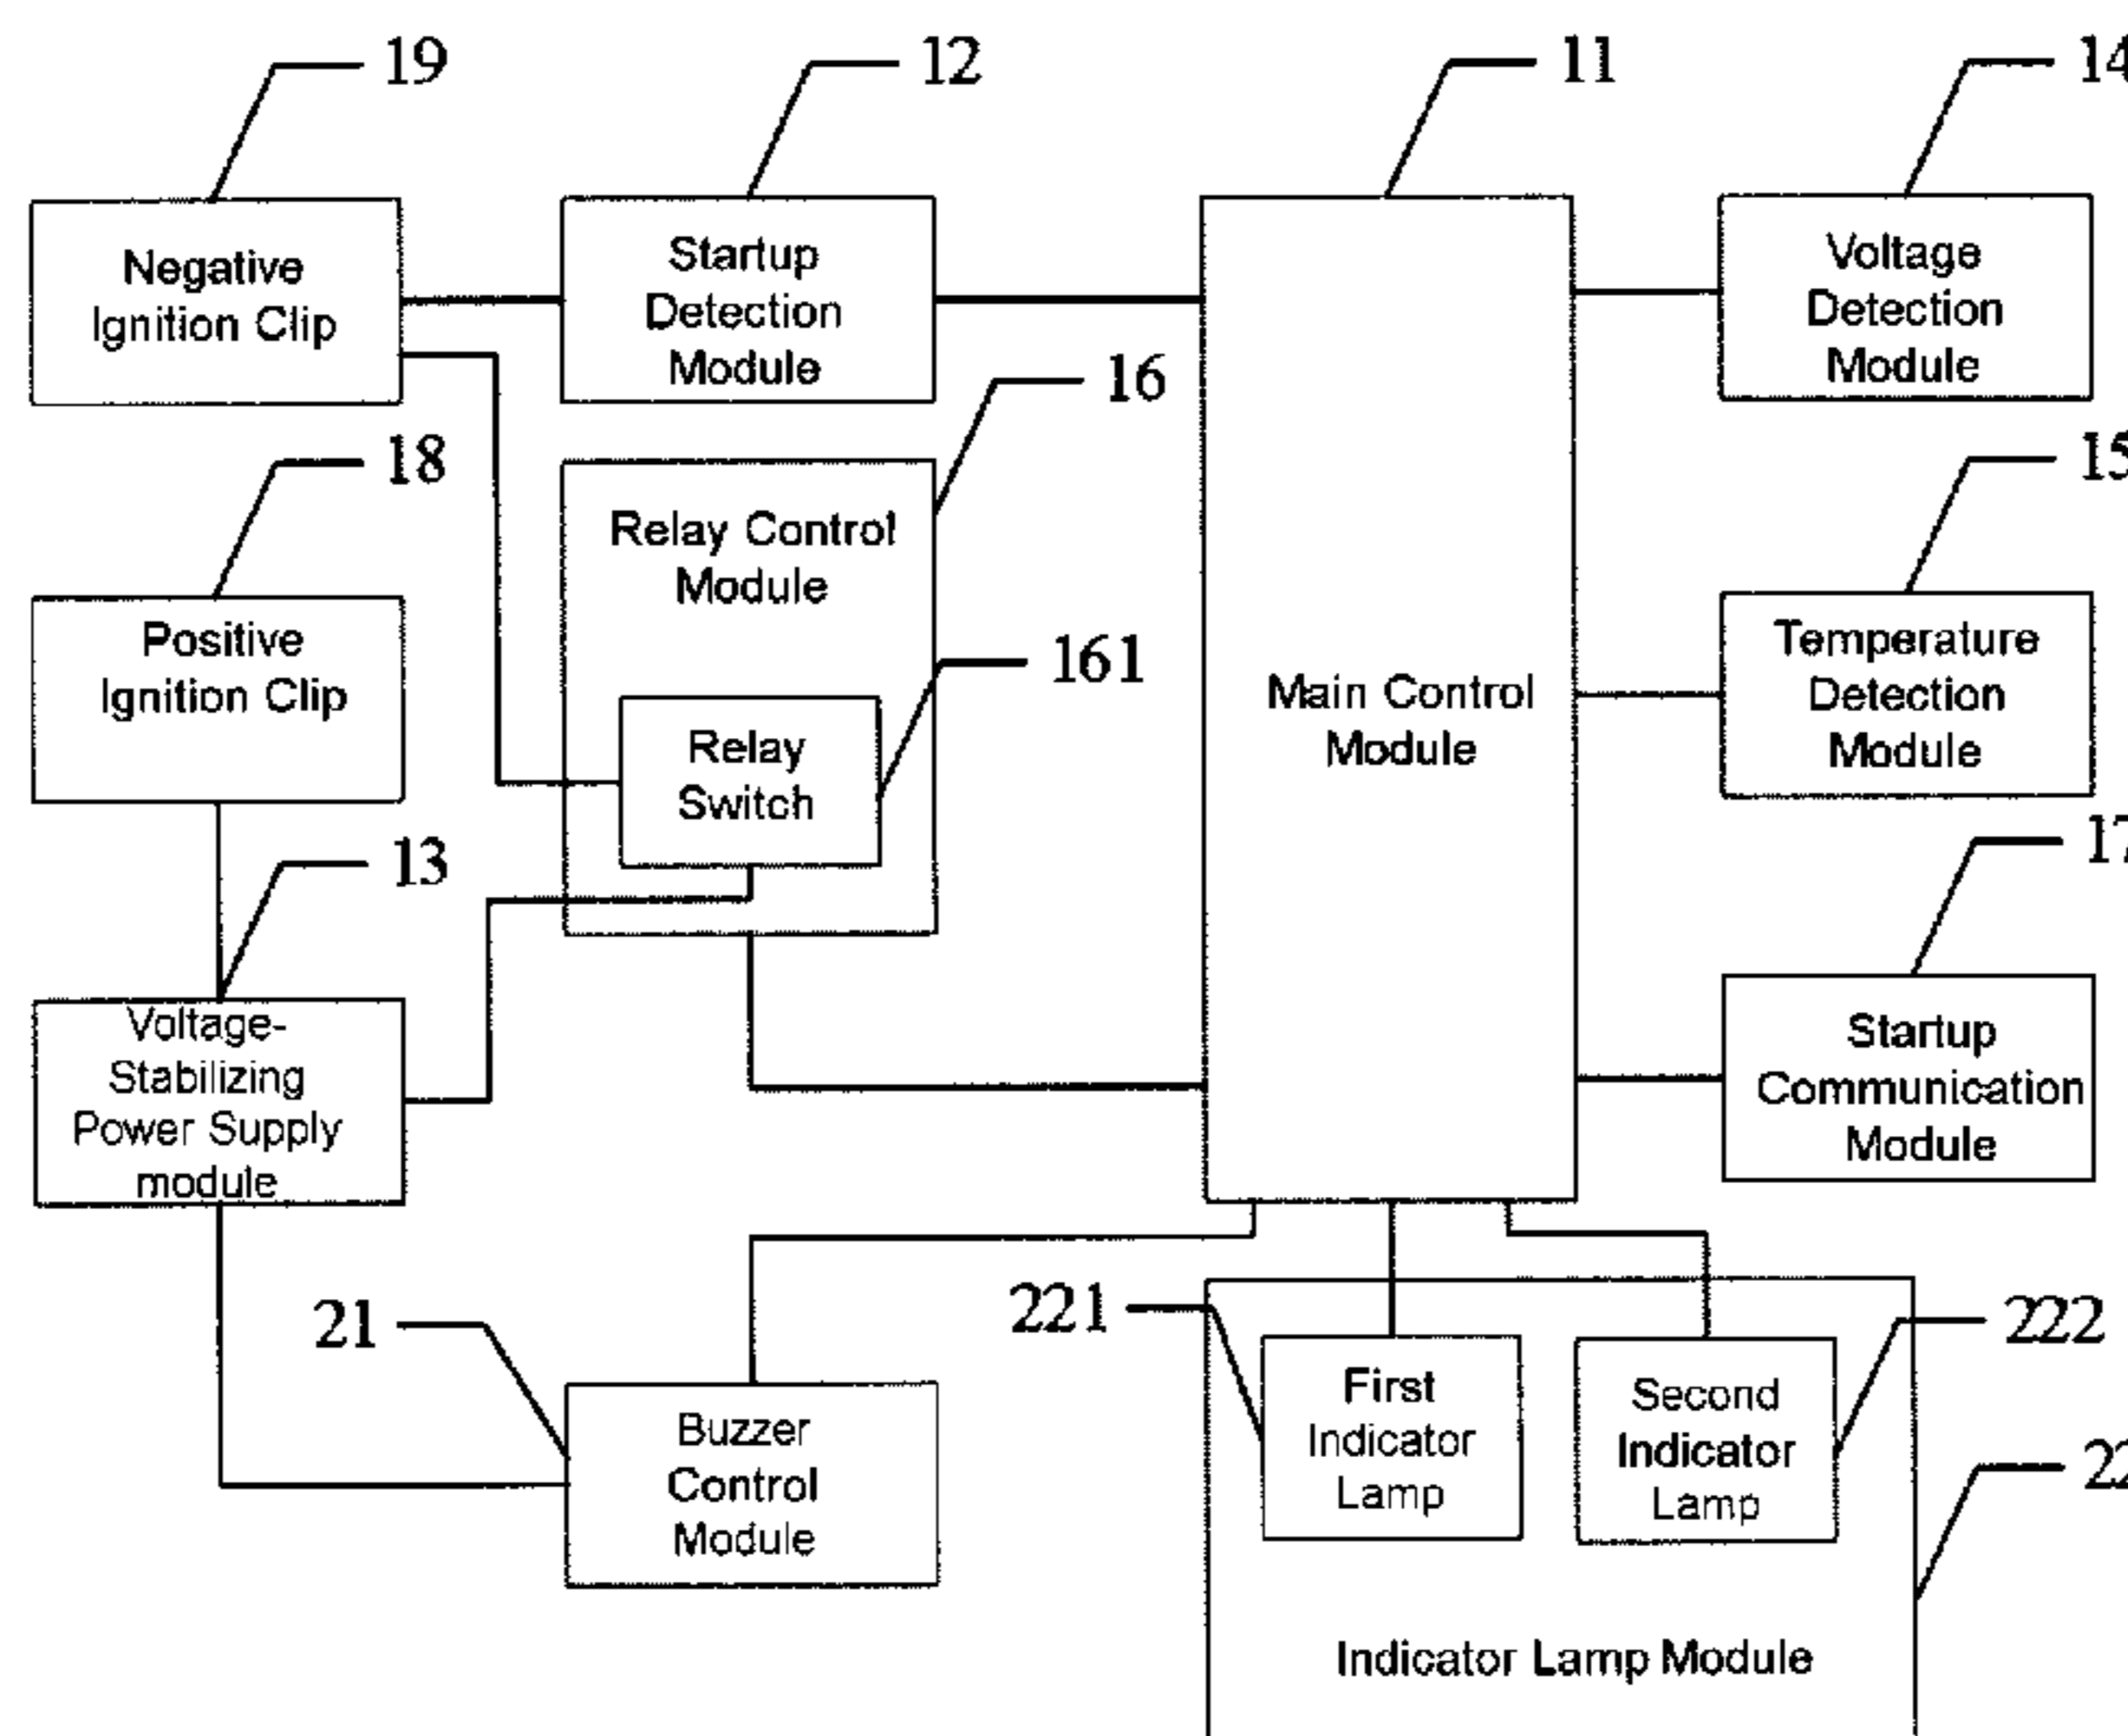 19
12
11
14
Negative
Ignition Clip
Startup
Detection
Module
Voltage
Detection
Module
16
18
15
Relay Control
Module
Positive
Ignition Clip
161
Relay
Switch
Main Control
Module
Temperature
Detection
Module
13
17
Voltage-
Stabilizing
Power Supply
module
Startup
Communication
Module
21
221
222
Buzzer
Control
Module
First
Indicator
Lamp
Second
Indicator
Lamp
22
Indicator Lamp Module